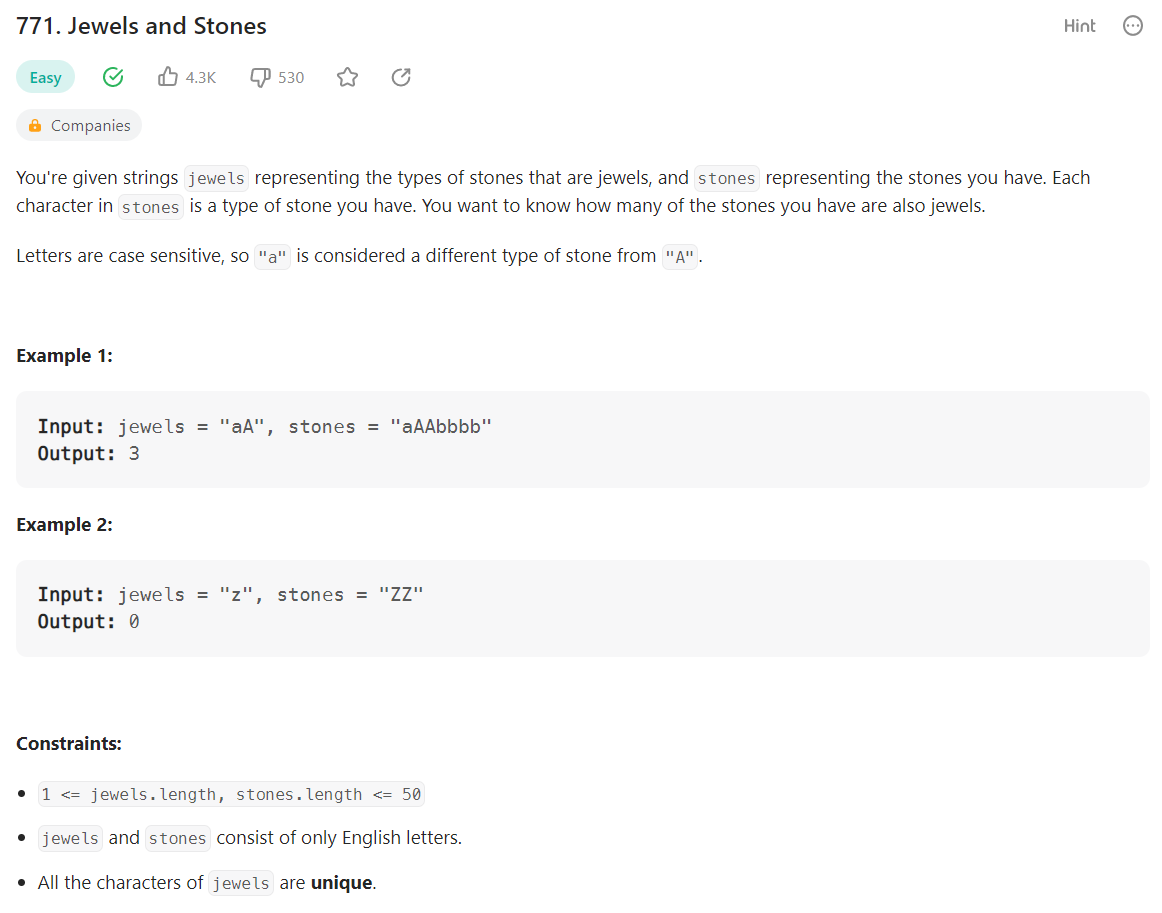 771. Jewels and Stones
Hint
Easy
4.3K
530
Companies
You're given strings jewels representing the types of stones that are jewels, and stones representing the stones you have. Each
character in stones is a type of stone you have. You want to know how many of the stones you have are also jewels.
Letters are case sensitive, so "a" is considered a different type of stone from "A".
Example 1:
Input: jewels = "aA", stones = "aAAbbbb"
Output: 3
Example 2:
Input: jewels = "z", stones = "ZZ"
Output: 0
Constraints:
• 1 <= jewels.length, stones.length <= 50
• jewels and stones consist of only English letters.
• All the characters of jewels are unique.